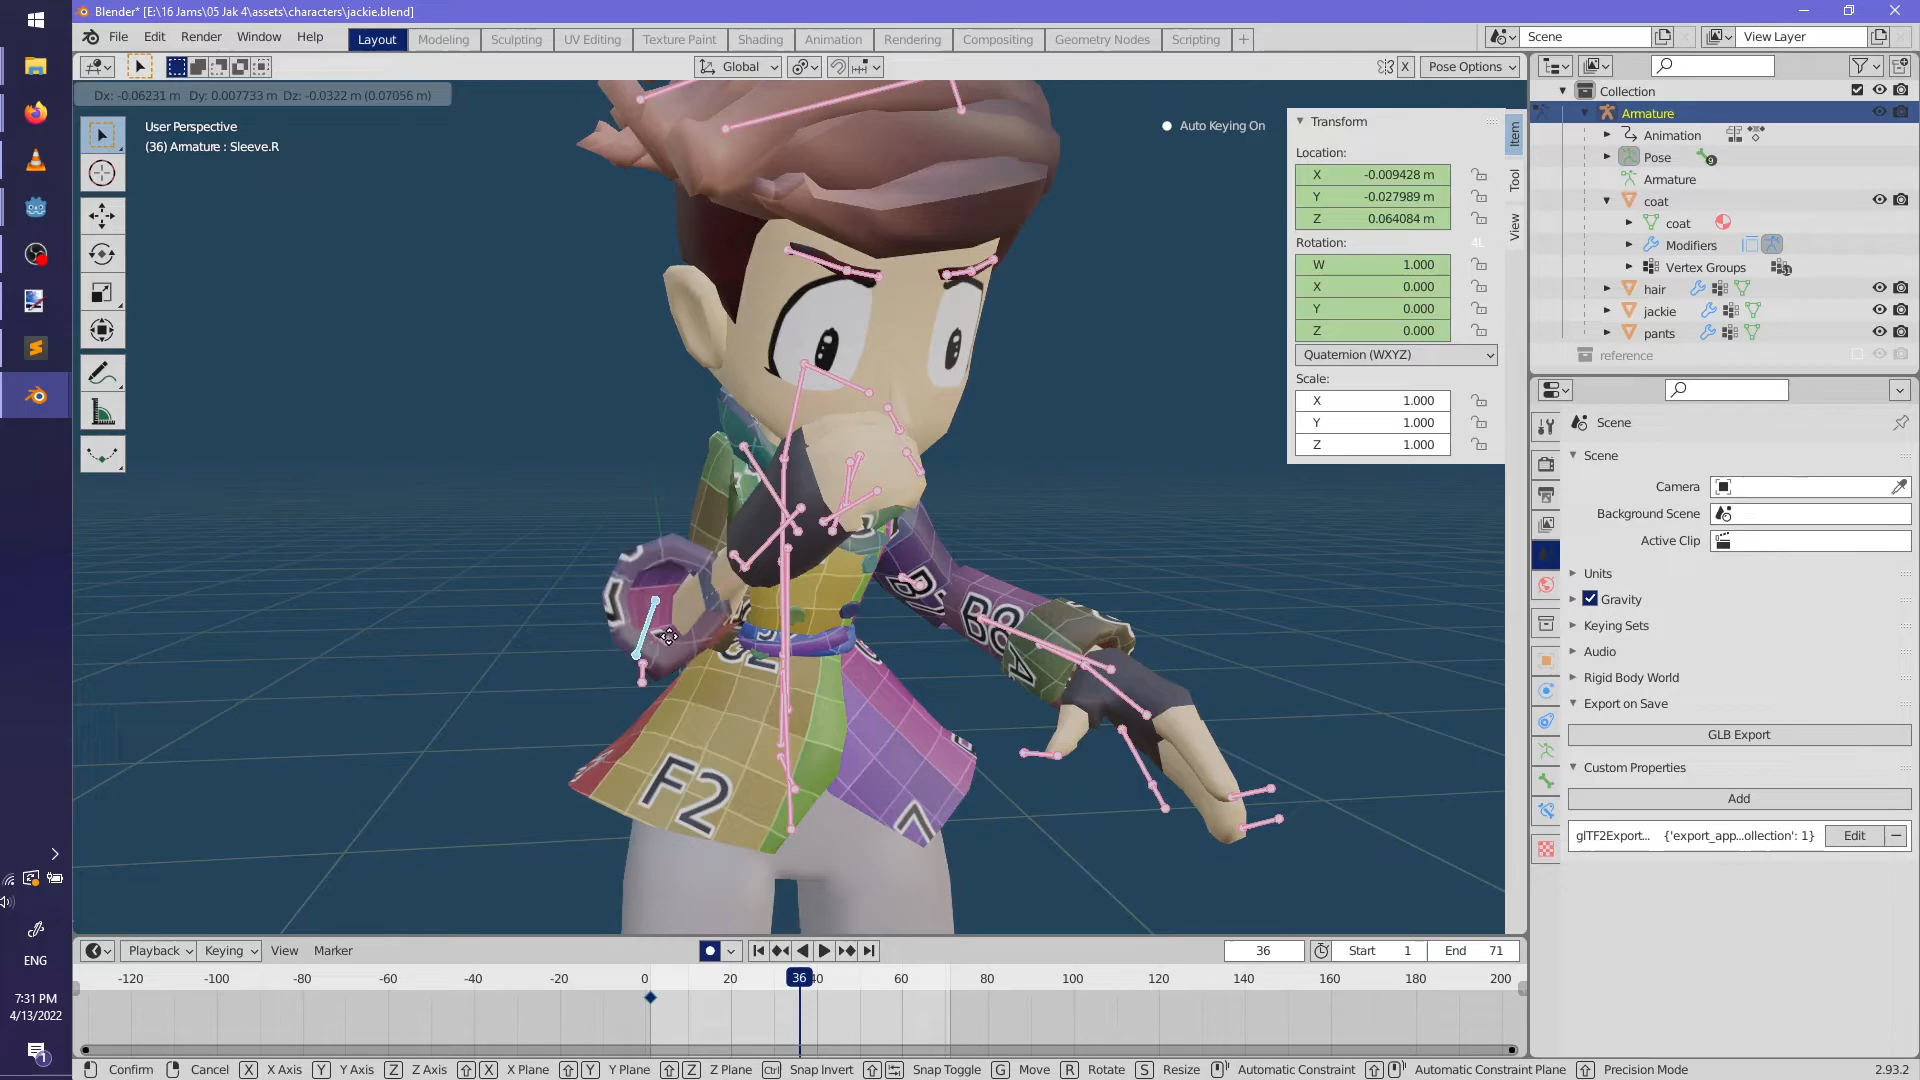 Blender* [E:\16 Jams\05 Jak 4\assets\characters\jackie.blend]
File Edit Render Window Help Layout Modeling Sculpting UV Editing Texture Paint Shading Animation Rendering Compositing Geometry Nodes Scripting + Scene View Layer
Global X Pose Options
Dx: -0.06231 m Dy: 0.007733 m Dz: -0.0322 m (0.07056 m)
User Perspective
(36) Armature : Sleeve.R
Auto Keying On
Transform
Location:
X -0.009428 m
Y -0.027989 m
Z 0.064084 m
Rotation: 4L
W 1.000
X 0.000
Y 0.000
Z 0.000
Quaternion (WXYZ)
Scale:
X 1.000
Y 1.000
Z 1.000
Item
Tool
View
B8
F2
Collection
Armature
Animation
Pose 9
Armature
coat
coat
Modifiers
Vertex Groups
hair
jackie
pants
reference
Scene
Scene
Camera
Background Scene
Active Clip
Units
Gravity
Keying Sets
Audio
Rigid Body World
Export on Save
GLB Export
Custom Properties
Add
glTF2Export... {'export_app...ollection': 1} Edit
Playback Keying View Marker 36 Start 1 End 71
-120 -100 -80 -60 -40 -20 0 20 36 40 60 80 100 120 140 160 180 200
Confirm Cancel X X Axis Y Y Axis Z Z Axis X X Plane Y Y Plane Z Z Plane Ctrl Snap Invert Snap Toggle G Move R Rotate S Resize Automatic Constraint Automatic Constraint Plane Precision Mode 2.93.2
ENG
7:31 PM
4/13/2022
1